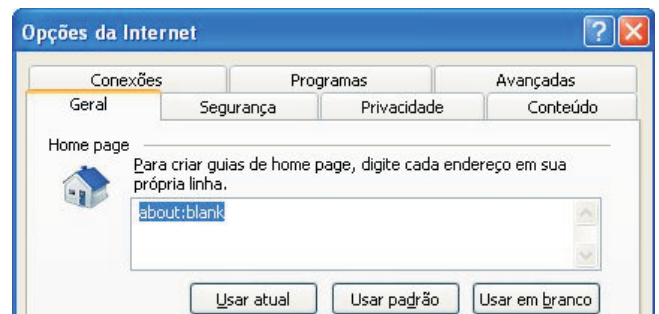 Opções da Internet
Conexões Programas Avançadas
Geral Segurança Privacidade Conteúdo
Home page
Para criar guias de home page, digite cada endereço em sua
própria linha.
about:blank
Usar atual Usar padrão Usar em branco